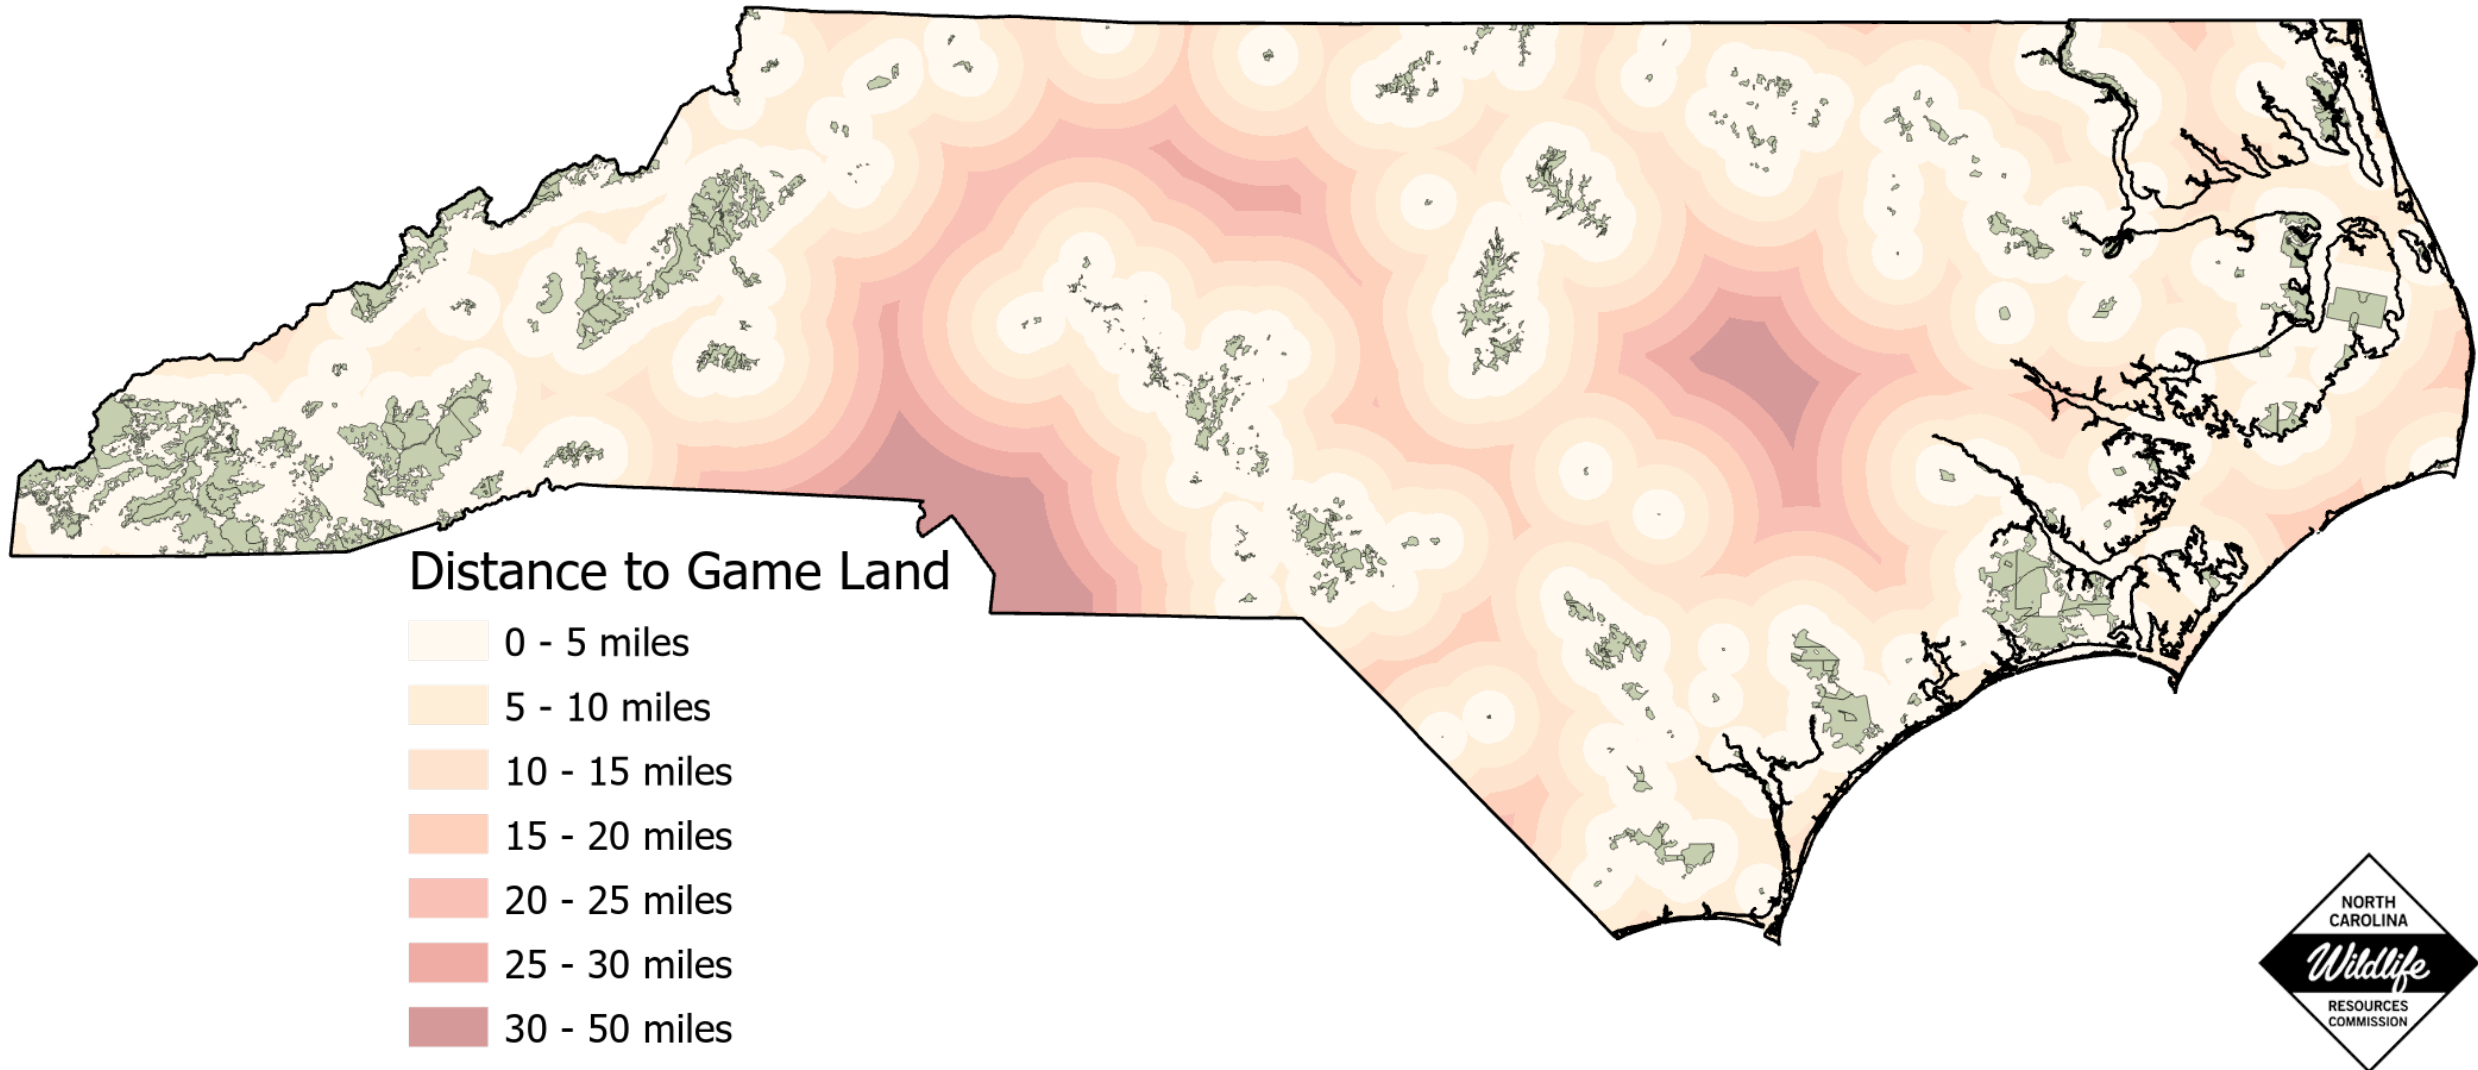 Distance to Game Land
0 - 5 miles
5 - 10 miles
10 - 15 miles
15 - 20 miles
20 - 25 miles
25 - 30 miles
30 - 50 miles
NORTH
CAROLINA
Wildlife
RESOURCES
COMMISSION